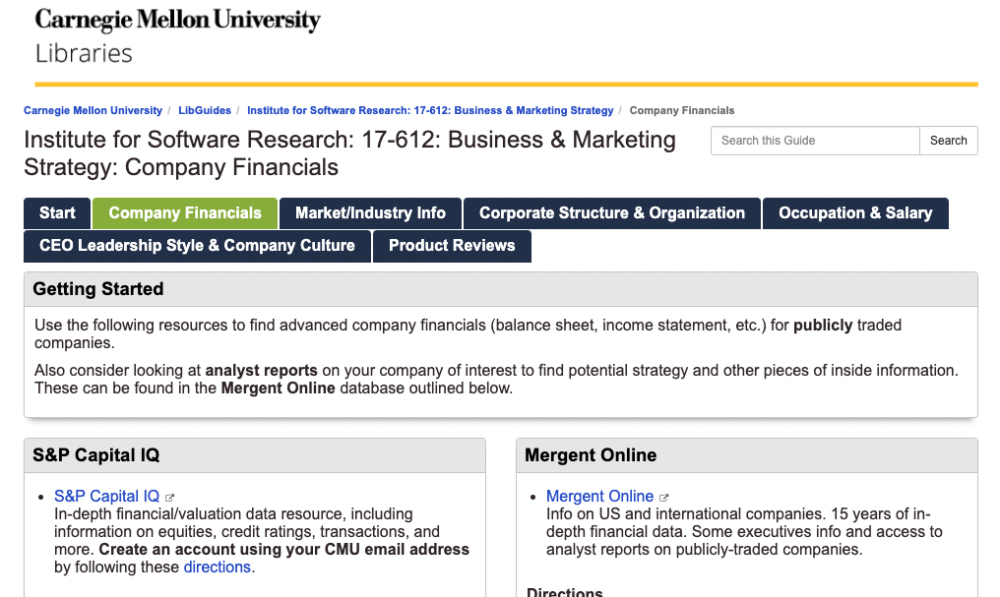 Carnegie Mellon University
Libraries
Carnegie Mellon University / LibGuides / Institute for Software Research: 17-612: Business & Marketing Strategy / Company Financials
Institute for Software Research: 17-612: Business & Marketing
Strategy: Company Financials
Search this Guide Search
Start Company Financials Market/Industry Info Corporate Structure & Organization Occupation & Salary
CEO Leadership Style & Company Culture Product Reviews
Getting Started
Use the following resources to find advanced company financials (balance sheet, income statement, etc.) for publicly traded
companies.
Also consider looking at analyst reports on your company of interest to find potential strategy and other pieces of inside information.
These can be found in the Mergent Online database outlined below.
S&P Capital IQ
• S&P Capital IQ
In-depth financial/valuation data resource, including
information on equities, credit ratings, transactions, and
more. Create an account using your CMU email address
by following these directions.
Mergent Online
• Mergent Online
Info on US and international companies. 15 years of in-
depth financial data. Some executives info and access to
analyst reports on publicly-traded companies.
Directions